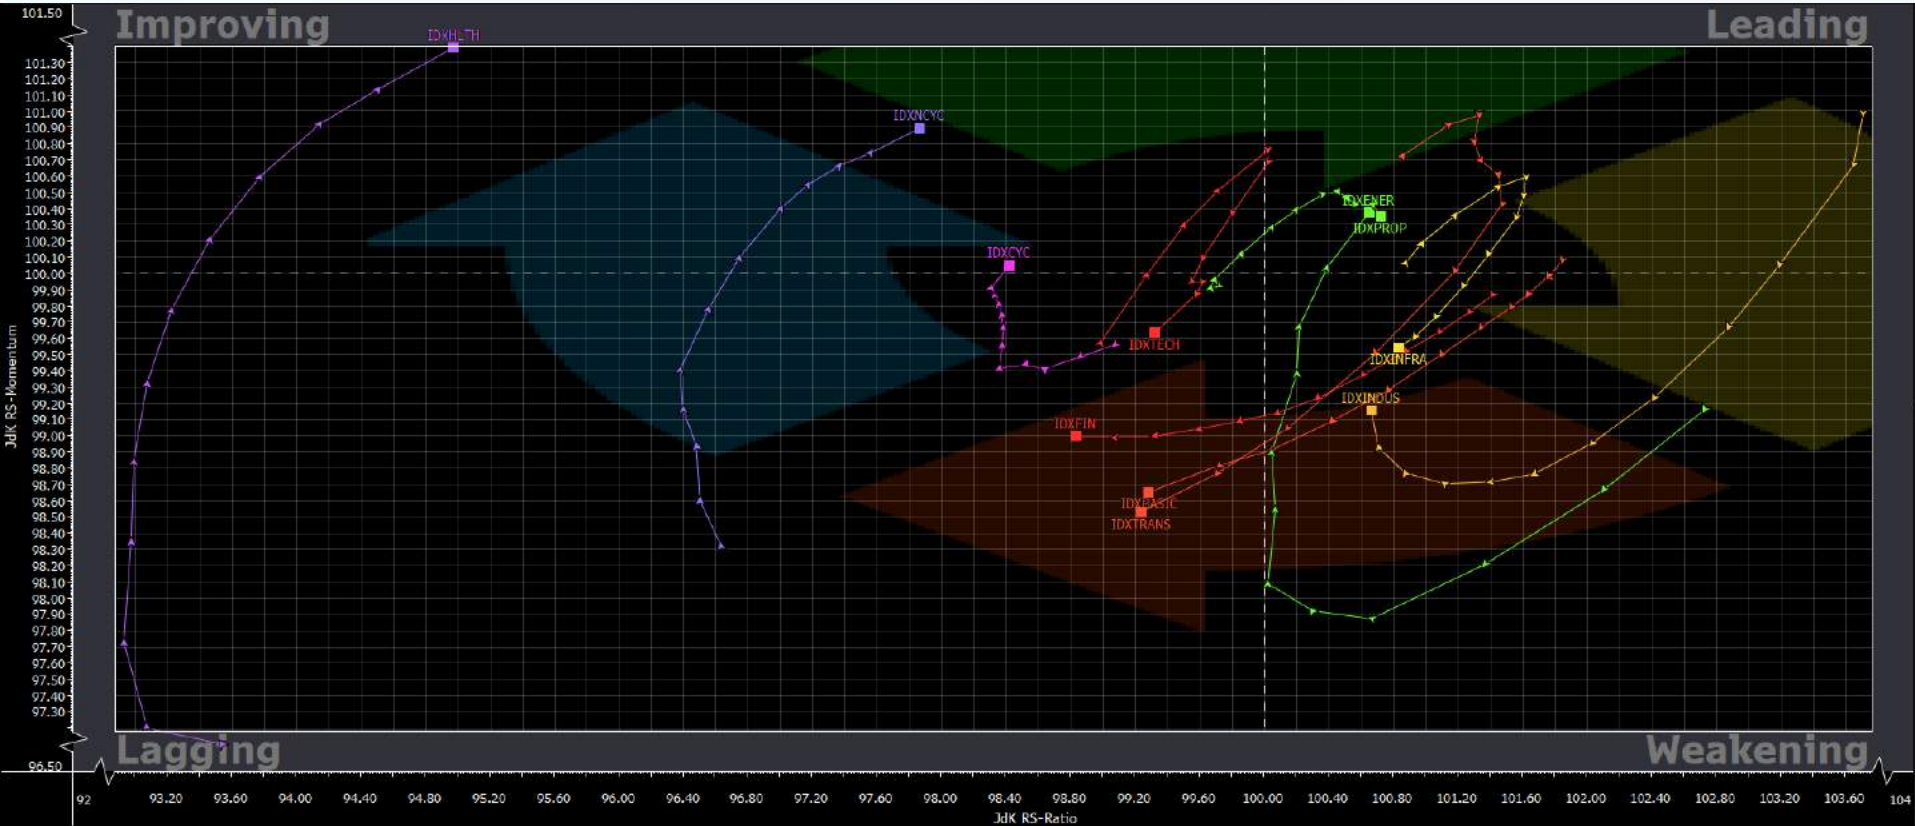 101.50
Improving
Leading
IDXHLTH
101.30
101.20
101.10
101.00
100.90
100.80
100.70
100.60
100.50
100.40
100.30
100.20
100.10
100.00
99.90
99.80
99.70
99.60
99.50
99.40
99.30
99.20
99.10
99.00
98.90
98.80
98.70
98.60
98.50
98.40
98.30
98.20
98.10
98.00
97.90
97.80
97.70
97.60
97.50
97.40
97.30
96.50
JdK RS-Momentum
IDXNCYC
IDXENER
IDXPROP
IDXCYC
IDXTECH
IDXINFRA
IDXINDUS
IDXFIN
IDXBASIC
IDXTRANS
Lagging
Weakening
92 93.20 93.60 94.00 94.40 94.80 95.20 95.60 96.00 96.40 96.80 97.20 97.60 98.00 98.40 98.80 99.20 99.60 100.00 100.40 100.80 101.20 101.60 102.00 102.40 102.80 103.20 103.60 104
JdK RS-Ratio